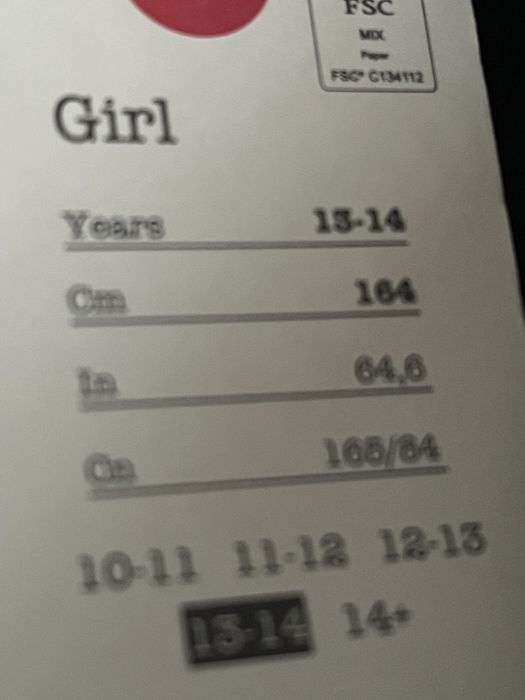 FSC
MIX
Paper
FSC® C134112
Girl
Years 13-14
Cm 164
In 64,6
Cn 165/84
10-11 11-12 12-13
13-14 14+